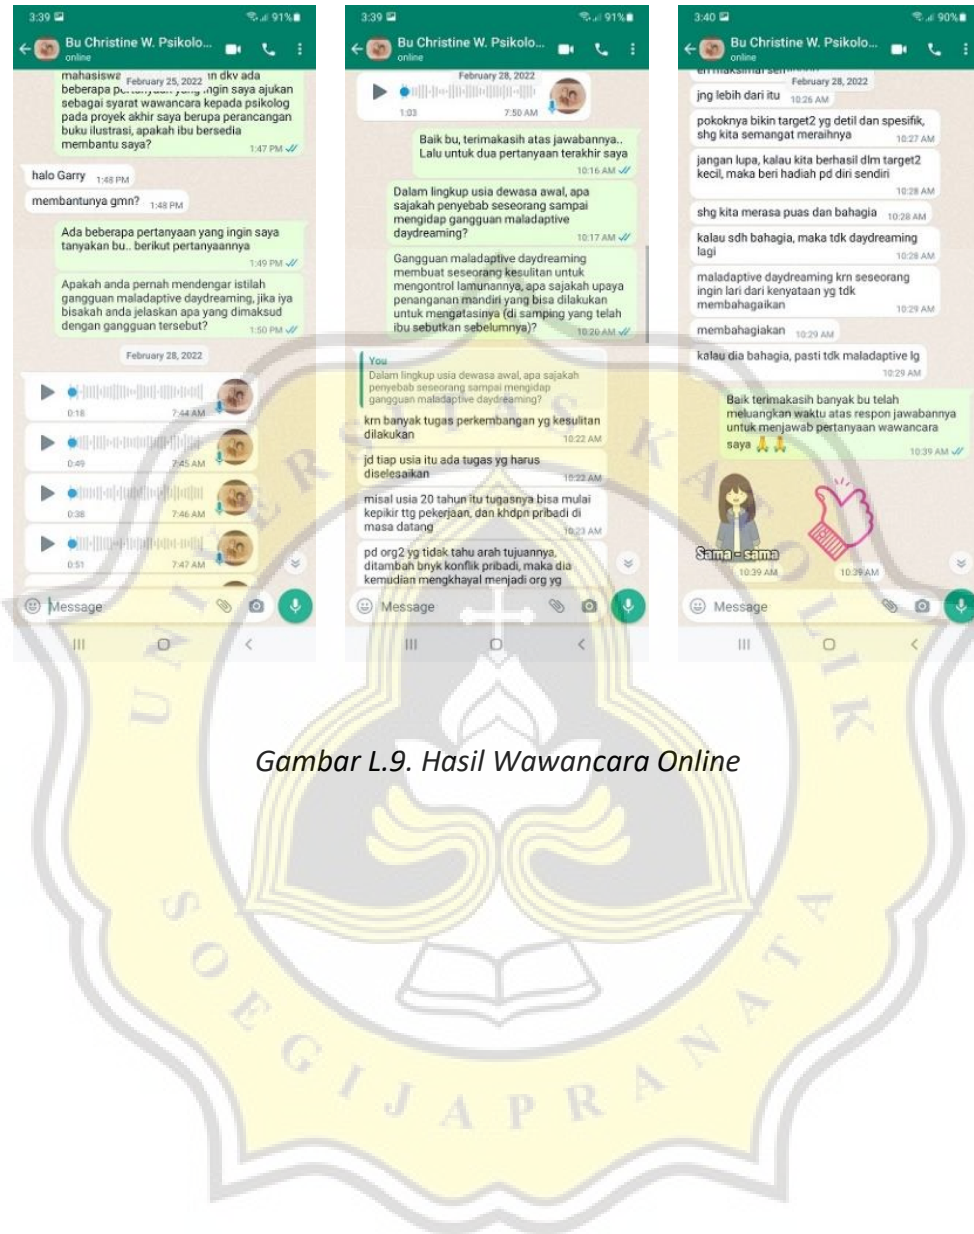 3:39
91%
Bu Christine W. Psikolo...
online
mahasiswa
n dkv ada
February 25, 2022
beberapa
yang ingin saya ajukan
sebagai syarat wawancara kepada psikolog
pada proyek akhir saya berupa perancangan
buku ilustrasi, apakah ibu bersedia
membantu saya?
1:47 PM
halo Garry
1:48 PM
membantunya gmn?
1:48 PM
Ada beberapa pertanyaan yang ingin saya
tanyakan bu.. berikut pertanyaannya
1:49 PM
Apakah anda pernah mendengar istilah
gangguan maladaptive daydreaming, jika iya
bisakah anda jelaskan apa yang dimaksud
dengan gangguan tersebut?
1:50 PM
February 28, 2022
0:18
7:44 AM
0:49
7:45 AM
0:38
7:46 AM
0:51
7:47 AM
Message
3:39
91%
Bu Christine W. Psikolo...
online
February 28, 2022
1:03
7:50 AM
Baik bu, terimakasih atas jawabannya..
Lalu untuk dua pertanyaan terakhir saya
10:16 AM
Dalam lingkup usia dewasa awal, apa
sajakah penyebab seseorang sampai
mengidap gangguan maladaptive
daydreaming?
10:17 AM
Gangguan maladaptive daydreaming
membuat seseorang kesulitan untuk
mengontrol lamunannya, apa sajakah upaya
penanganan mandiri yang bisa dilakukan
untuk mengatasinya (di samping yang telah
ibu sebutkan sebelumnya)?
10:20 AM
You
Dalam lingkup usia dewasa awal, apa sajakah
penyebab seseorang sampai mengidap
gangguan maladaptive daydreaming?
krn banyak tugas perkembangan yg kesulitan
dilakukan
10:22 AM
jd tiap usia itu ada tugas yg harus
diselesaikan
10:22 AM
misal usia 20 tahun itu tugasnya bisa mulai
kepikir ttg pekerjaan, dan khdpn pribadi di
masa datang
10:23 AM
pd org2 yg tidak tahu arah tujuannya,
ditambah bnyk konflik pribadi, maka dia
kemudian mengkhayal menjadi org yg
Message
3:40
90%
Bu Christine W. Psikolo...
online
February 28, 2022
jng lebih dari itu
10:26 AM
pokoknya bikin target2 yg detil dan spesifik,
shg kita semangat meraihnya
10:27 AM
jangan lupa, kalau kita berhasil dlm target2
kecil, maka beri hadiah pd diri sendiri
10:28 AM
shg kita merasa puas dan bahagia
10:28 AM
kalau sdh bahagia, maka tdk daydreaming
lagi
10:28 AM
maladaptive daydreaming krn seseorang
ingin lari dari kenyataan yg tdk
membahagaikan
10:29 AM
membahagiakan
10:29 AM
kalau dia bahagia, pasti tdk maladaptive lg
10:29 AM
Baik terimakasih banyak bu telah
meluangkan waktu atas respon jawabannya
untuk menjawab pertanyaan wawancara
saya 🙏 🙏
10:39 AM
Sama - sama
10:39 AM
10:39 AM
Message
Gambar L.9. Hasil Wawancara Online
UNIVERSITAS KATOLIK
SOEGIJAPRANATA